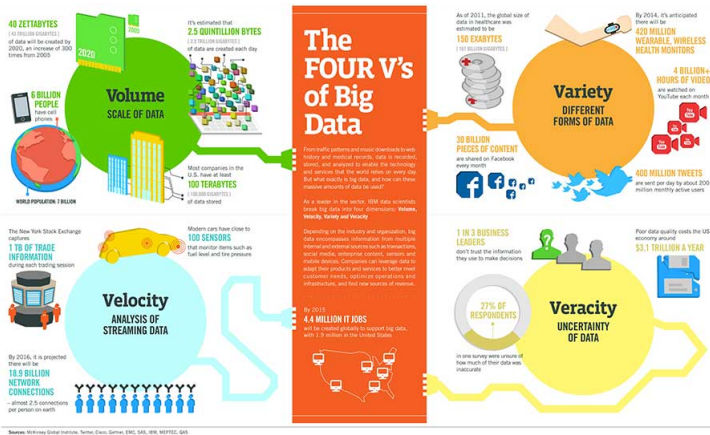 40 ZETTABYTES
[ 43 TRILLION GIGABYTES ]
of data will be created by
2020, an increase of 300
times from 2005
2020
2005
It's estimated that
2.5 QUINTILLION BYTES
[ 2.3 TRILLION GIGABYTES ]
of data are created each day
6 BILLION
PEOPLE
have cell
phones
WORLD POPULATION: 7 BILLION
Volume
SCALE OF DATA
Most companies in the
U.S. have at least
100 TERABYTES
[ 100,000 GIGABYTES ]
of data stored
The
FOUR V's
of Big
Data
From traffic patterns and music downloads to web
history and medical records, data is recorded,
stored, and analyzed to enable the technology
and services that the world relies on every day.
But what exactly is big data, and how can these
massive amounts of data be used?
As a leader in the sector, IBM data scientists
break big data into four dimensions: Volume,
Velocity, Variety and Veracity
Depending on the industry and organization, big
data encompasses information from multiple
internal and external sources such as transactions,
social media, enterprise content, sensors and
mobile devices. Companies can leverage data to
adapt their products and services to better meet
customer needs, optimize operations and
infrastructure, and find new sources of revenue.
By 2015
4.4 MILLION IT JOBS
will be created globally to support big data,
with 1.9 million in the United States
As of 2011, the global size of
data in healthcare was
estimated to be
150 EXABYTES
[ 161 BILLION GIGABYTES ]
By 2014, it's anticipated
there will be
420 MILLION
WEARABLE, WIRELESS
HEALTH MONITORS
4 BILLION+
HOURS OF VIDEO
are watched on
YouTube each month
Variety
DIFFERENT
FORMS OF DATA
30 BILLION
PIECES OF CONTENT
are shared on Facebook
every month
400 MILLION TWEETS
are sent per day by about 200
million monthly active users
The New York Stock Exchange
captures
1 TB OF TRADE
INFORMATION
during each trading session
Modern cars have close to
100 SENSORS
that monitor items such as
fuel level and tire pressure
Velocity
ANALYSIS OF
STREAMING DATA
By 2016, it is projected
there will be
18.9 BILLION
NETWORK
CONNECTIONS
– almost 2.5 connections
per person on earth
1 IN 3 BUSINESS
LEADERS
don't trust the information
they use to make decisions
Poor data quality costs the US
economy around
$3.1 TRILLION A YEAR
27% OF
RESPONDENTS
in one survey were unsure of
how much of their data was
inaccurate
Veracity
UNCERTAINTY
OF DATA
Sources: McKinsey Global Institute, Twitter, Cisco, Gartner, EMC, SAS, IBM, MEPTEC, QAS